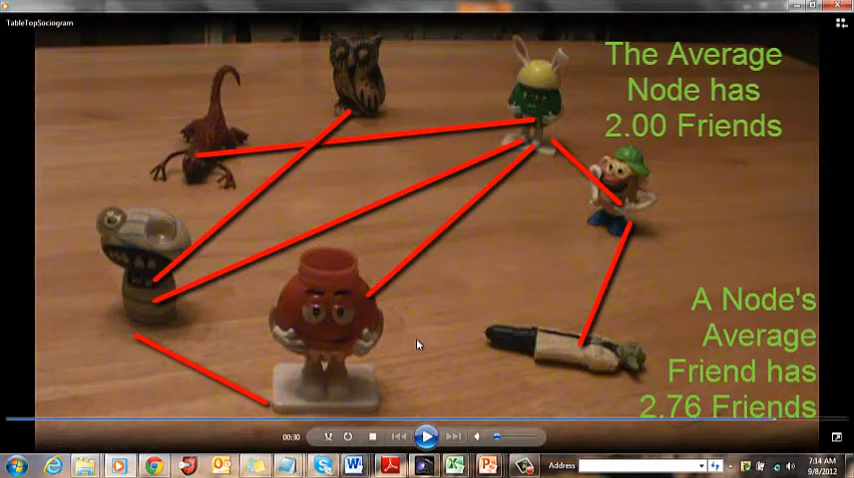 TableTopSociogram
The Average
Node has
2.00 Friends
A Node's
Average
Friend has
2.76 Friends
00:30
Address
7:14 AM
9/8/2012